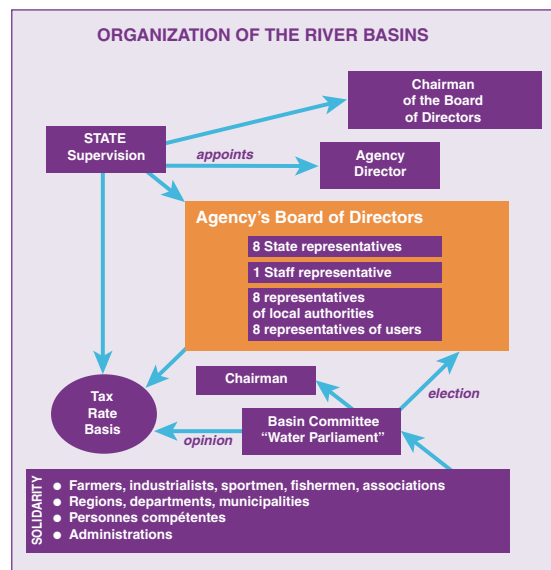 ORGANIZATION OF THE RIVER BASINS
Chairman
of the Board
of Directors
STATE
Supervision
appoints
Agency
Director
Agency's Board of Directors
8 State representatives
1 Staff representative
8 representatives
of local authorities
8 representatives of users
Chairman
election
Tax
Rate
Basis
opinion
Basin Committee
“Water Parliament”
SOLIDARITY
● Farmers, industrialists, sportmen, fishermen, associations
● Regions, departments, municipalities
● Personnes compétentes
● Administrations